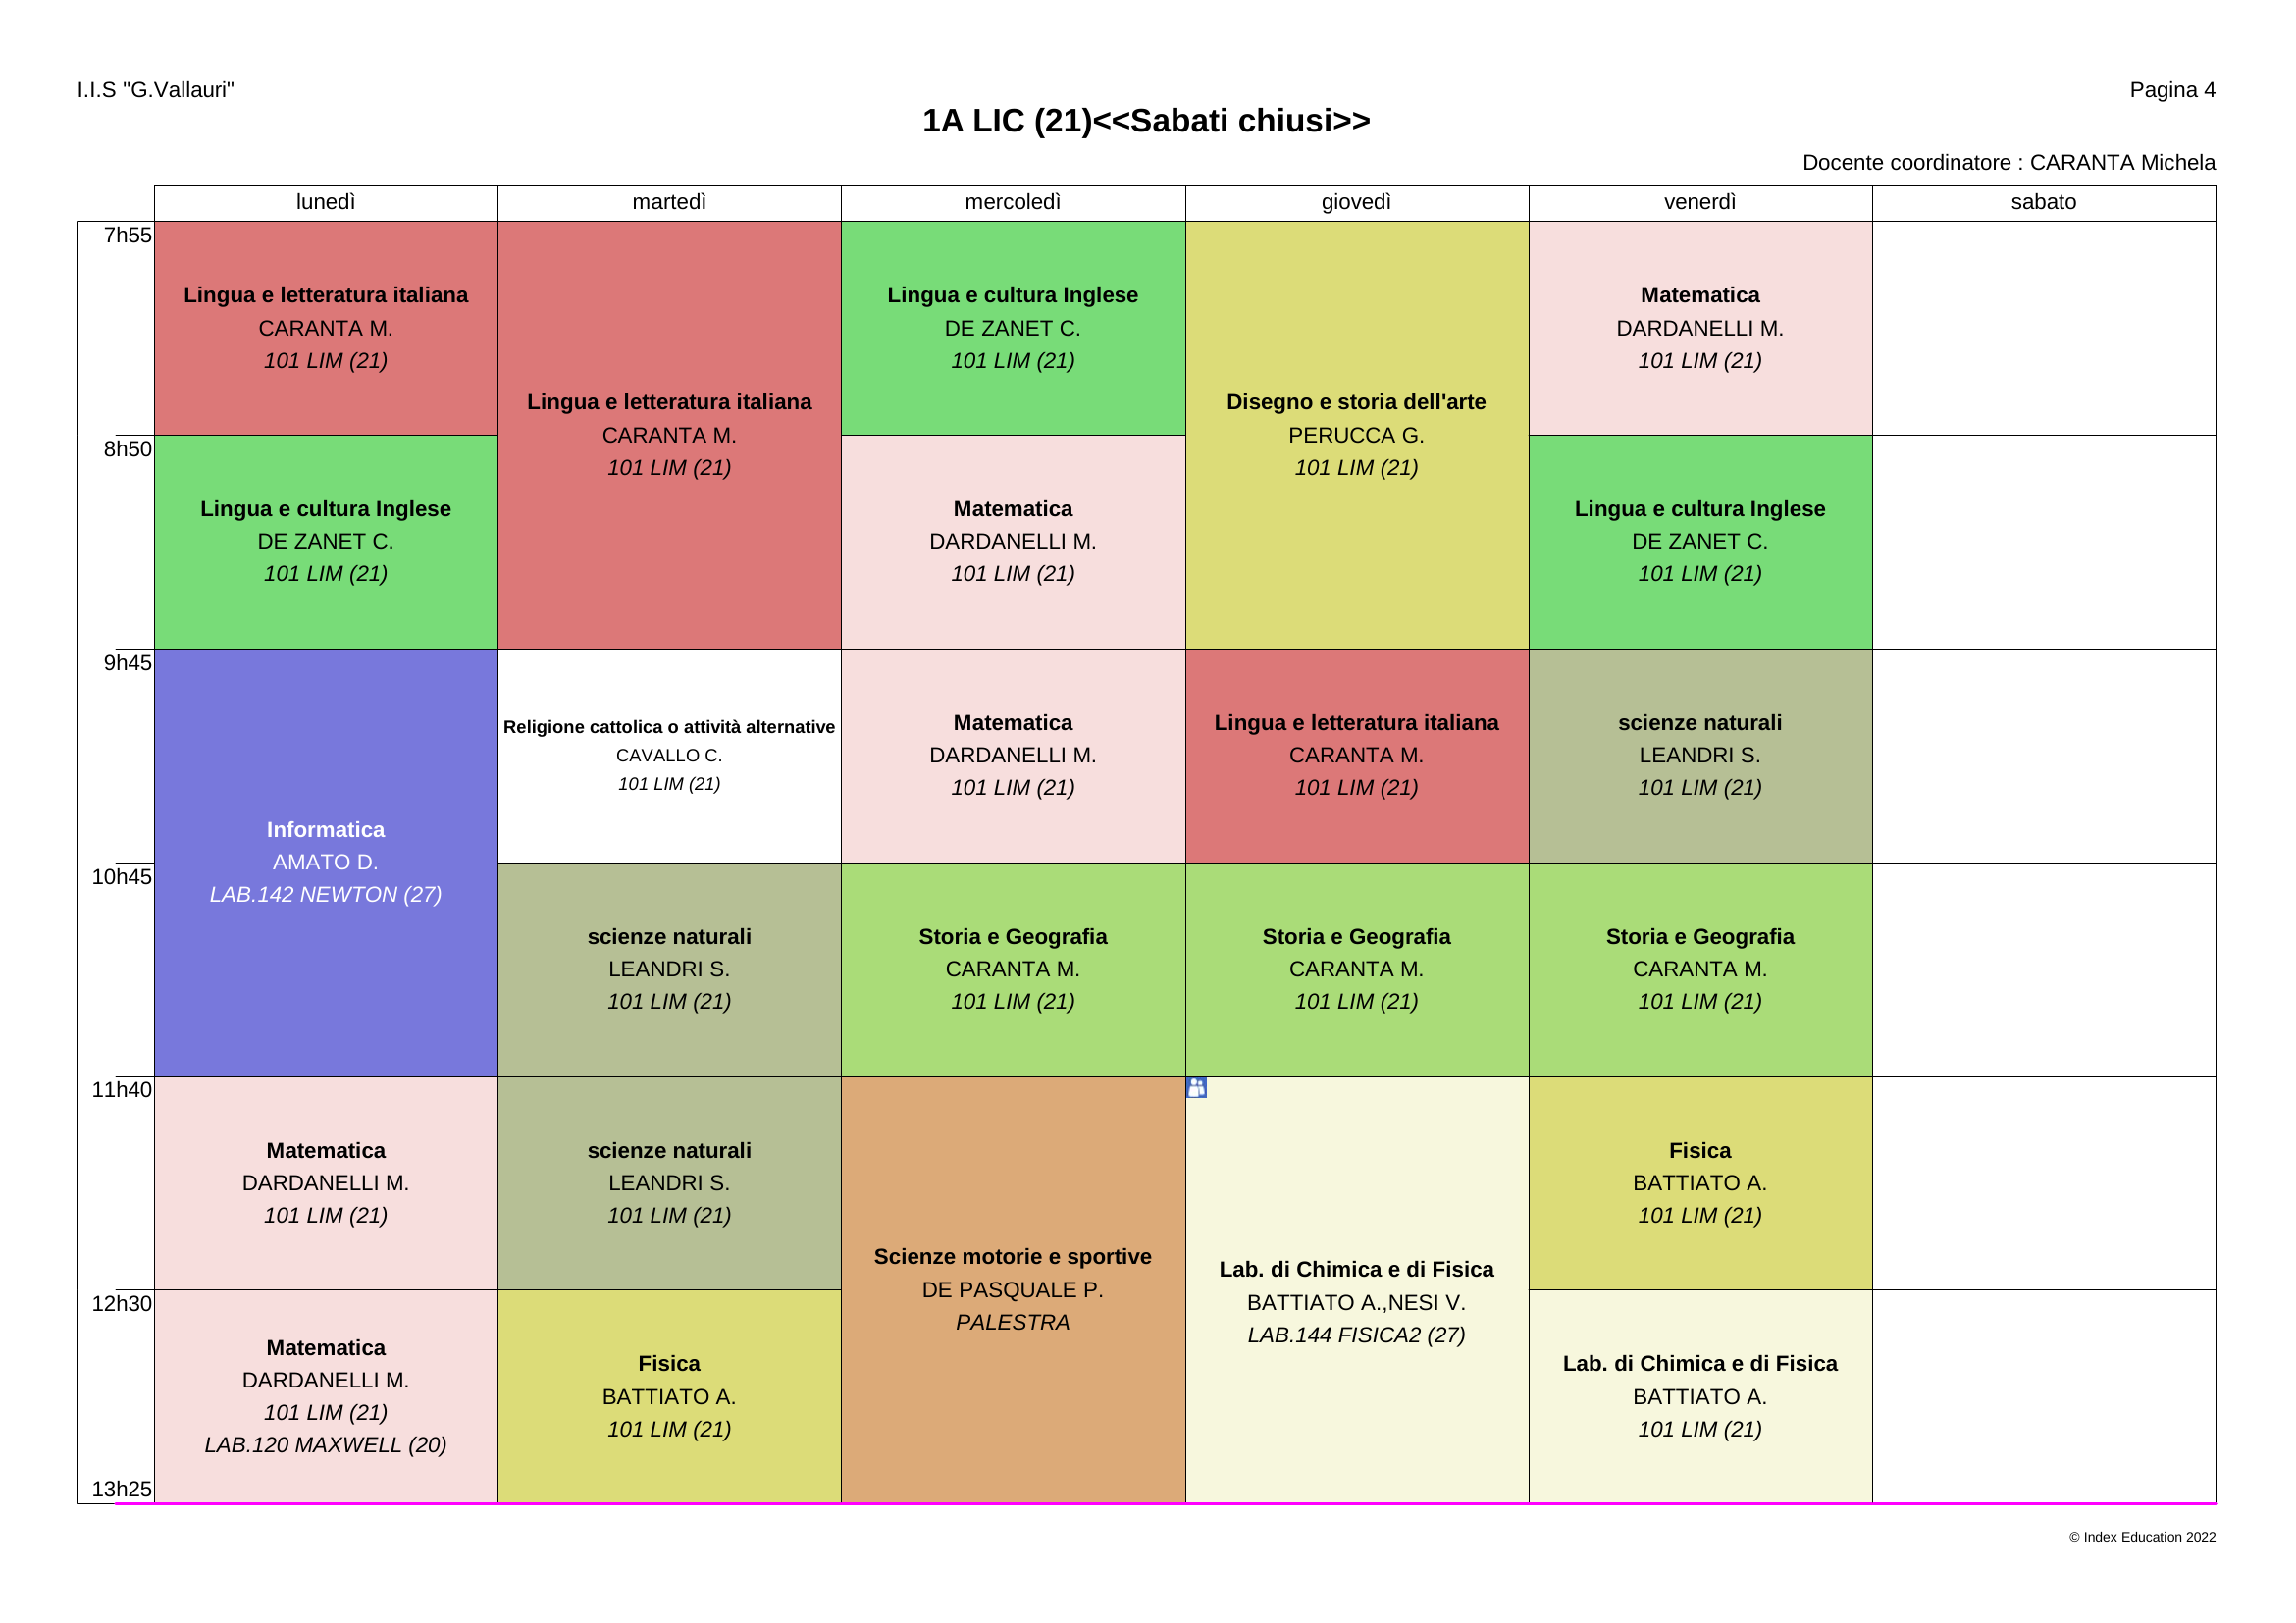 I.I.S "G.Vallauri"
Pagina 4
1A LIC (21)<<Sabati chiusi>>
Docente coordinatore : CARANTA Michela
lunedì
martedì
mercoledì
giovedì
venerdì
sabato
7h55
Lingua e letteratura italiana
CARANTA M.
101 LIM (21)
Lingua e letteratura italiana
CARANTA M.
101 LIM (21)
Lingua e cultura Inglese
DE ZANET C.
101 LIM (21)
Disegno e storia dell'arte
PERUCCA G.
101 LIM (21)
Matematica
DARDANELLI M.
101 LIM (21)
8h50
Lingua e cultura Inglese
DE ZANET C.
101 LIM (21)
Matematica
DARDANELLI M.
101 LIM (21)
Lingua e cultura Inglese
DE ZANET C.
101 LIM (21)
9h45
Informatica
AMATO D.
LAB.142 NEWTON (27)
Religione cattolica o attività alternative
CAVALLO C.
101 LIM (21)
Matematica
DARDANELLI M.
101 LIM (21)
Lingua e letteratura italiana
CARANTA M.
101 LIM (21)
scienze naturali
LEANDRI S.
101 LIM (21)
10h45
scienze naturali
LEANDRI S.
101 LIM (21)
Storia e Geografia
CARANTA M.
101 LIM (21)
Storia e Geografia
CARANTA M.
101 LIM (21)
Storia e Geografia
CARANTA M.
101 LIM (21)
11h40
Matematica
DARDANELLI M.
101 LIM (21)
scienze naturali
LEANDRI S.
101 LIM (21)
Scienze motorie e sportive
DE PASQUALE P.
PALESTRA
Lab. di Chimica e di Fisica
BATTIATO A.,NESI V.
LAB.144 FISICA2 (27)
Fisica
BATTIATO A.
101 LIM (21)
12h30
Matematica
DARDANELLI M.
101 LIM (21)
LAB.120 MAXWELL (20)
Fisica
BATTIATO A.
101 LIM (21)
Lab. di Chimica e di Fisica
BATTIATO A.
101 LIM (21)
13h25
© Index Education 2022